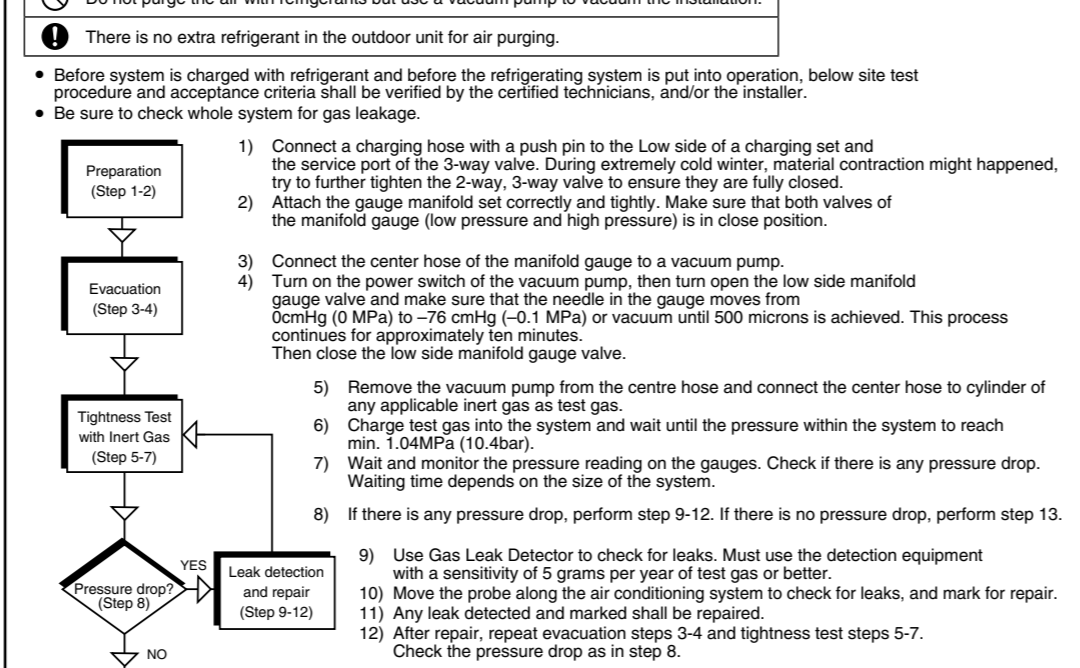 Do not purge the air with refrigerants but use a vacuum pump to vacuum the installation.
There is no extra refrigerant in the outdoor unit for air purging.
• Before system is charged with refrigerant and before the refrigerating system is put into operation, below site test
procedure and acceptance criteria shall be verified by the certified technicians, and/or the installer.
• Be sure to check whole system for gas leakage.
Preparation
(Step 1-2)
1) Connect a charging hose with a push pin to the Low side of a charging set and
the service port of the 3-way valve. During extremely cold winter, material contraction might happened,
try to further tighten the 2-way, 3-way valve to ensure they are fully closed.
2) Attach the gauge manifold set correctly and tightly. Make sure that both valves of
the manifold gauge (low pressure and high pressure) is in close position.
Evacuation
(Step 3-4)
3) Connect the center hose of the manifold gauge to a vacuum pump.
4) Turn on the power switch of the vacuum pump, then turn open the low side manifold
gauge valve and make sure that the needle in the gauge moves from
0cmHg (0 MPa) to –76 cmHg (–0.1 MPa) or vacuum until 500 microns is achieved. This process
continues for approximately ten minutes.
Then close the low side manifold gauge valve.
Tightness Test
with Inert Gas
(Step 5-7)
5) Remove the vacuum pump from the centre hose and connect the center hose to cylinder of
any applicable inert gas as test gas.
6) Charge test gas into the system and wait until the pressure within the system to reach
min. 1.04MPa (10.4bar).
7) Wait and monitor the pressure reading on the gauges. Check if there is any pressure drop.
Waiting time depends on the size of the system.
8) If there is any pressure drop, perform step 9-12. If there is no pressure drop, perform step 13.
Pressure drop?
(Step 8)
YES
NO
Leak detection
and repair
(Step 9-12)
9) Use Gas Leak Detector to check for leaks. Must use the detection equipment
with a sensitivity of 5 grams per year of test gas or better.
10) Move the probe along the air conditioning system to check for leaks, and mark for repair.
11) Any leak detected and marked shall be repaired.
12) After repair, repeat evacuation steps 3-4 and tightness test steps 5-7.
Check the pressure drop as in step 8.